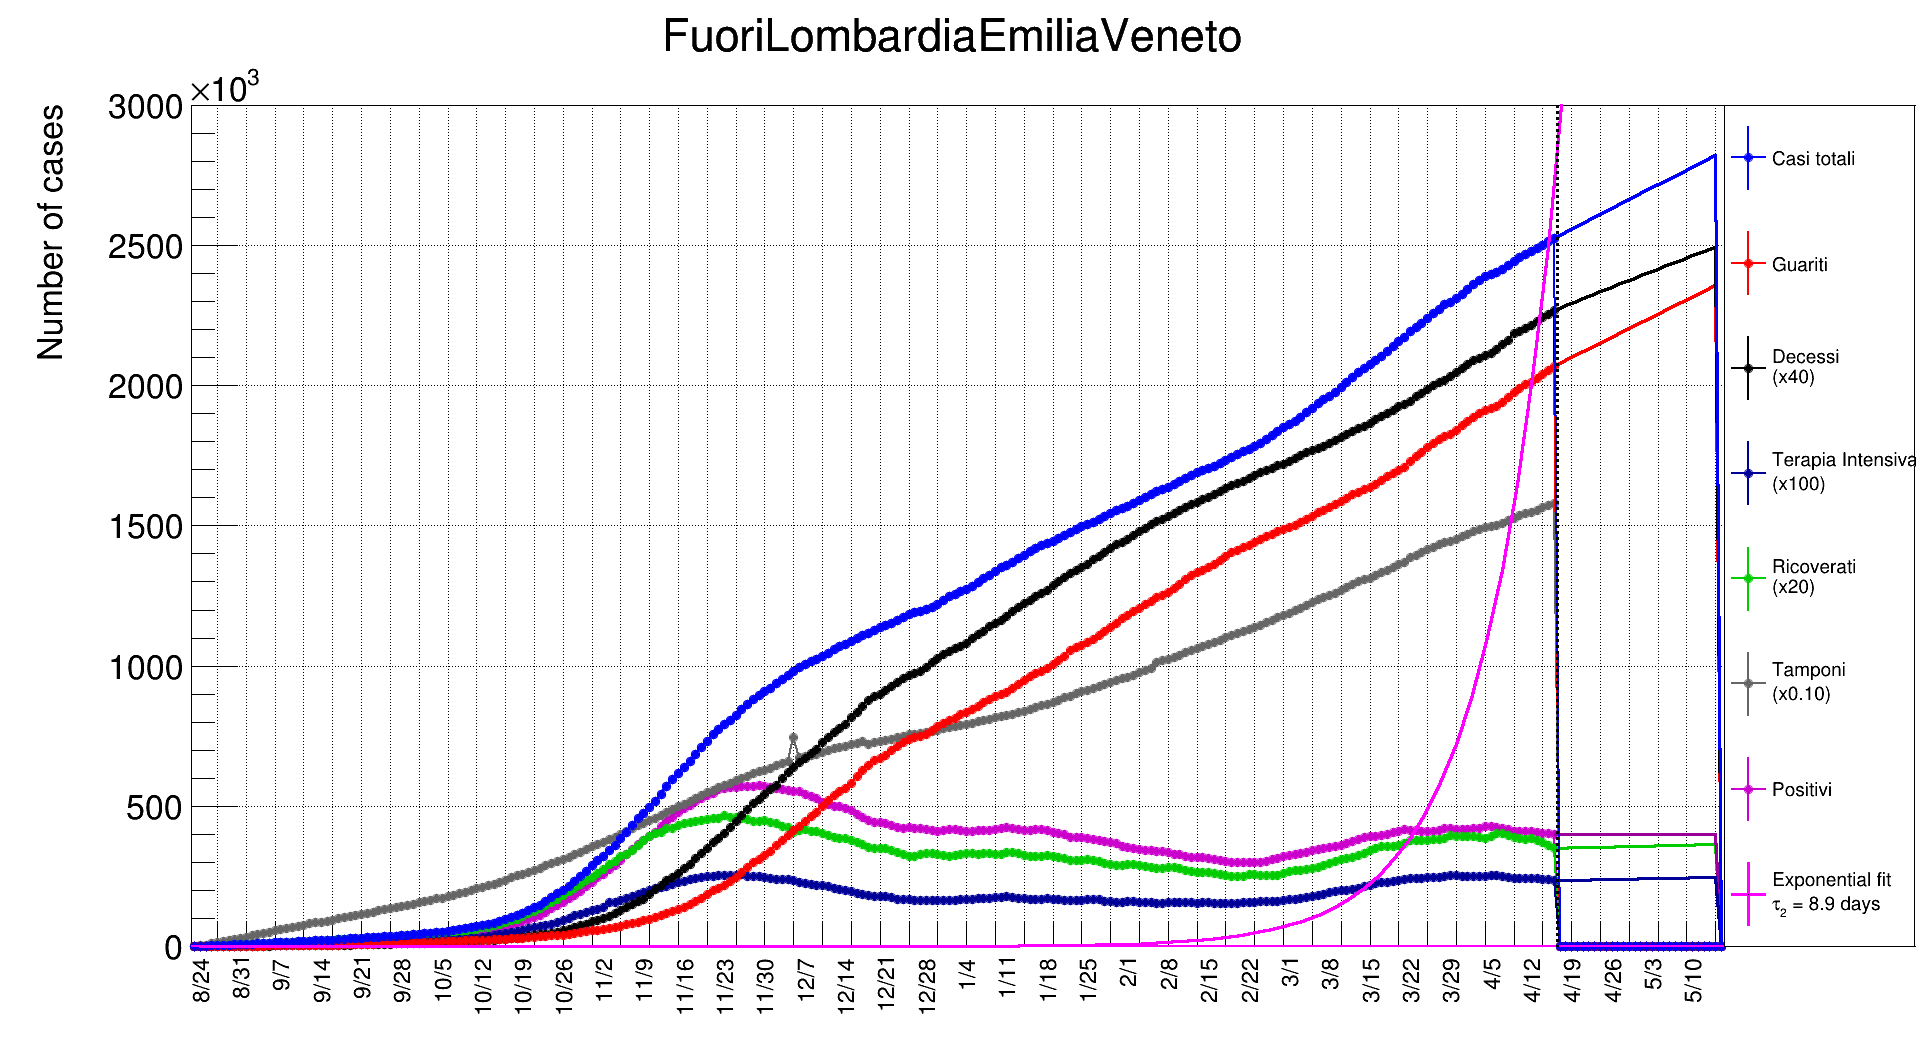 FuoriLombardiaEmiliaVeneto
×10³
Number of cases
3000
2500
2000
1500
1000
500
0
8/24 8/31 9/7 9/14 9/21 9/28 10/5 10/12 10/19 10/26 11/2 11/9 11/16 11/23 11/30 12/7 12/14 12/21 12/28 1/4 1/11 1/18 1/25 2/1 2/8 2/15 2/22 3/1 3/8 3/15 3/22 3/29 4/5 4/12 4/19 4/26 5/3 5/10
Casi totali
Guariti
Decessi
(x40)
Terapia Intensiva
(x100)
Ricoverati
(x20)
Tamponi
(x0.10)
Positivi
Exponential fit
τ₂ = 8.9 days